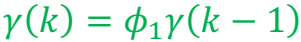 γ(k) = ϕ₁γ(k − 1)